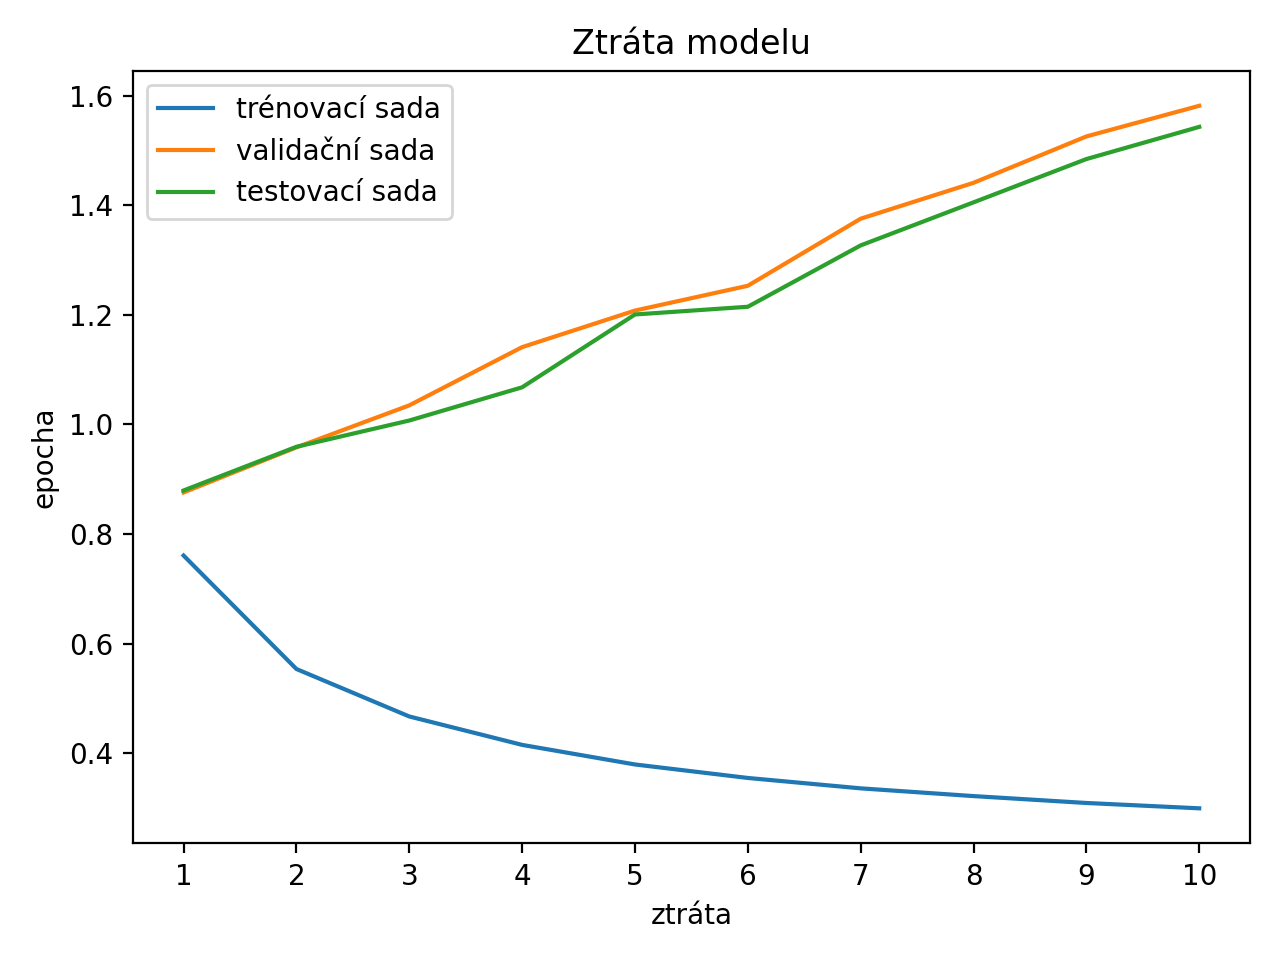 Ztráta modelu
trénovací sada
validační sada
testovací sada
epocha
1.6
1.4
1.2
1.0
0.8
0.6
0.4
1 2 3 4 5 6 7 8 9 10
ztráta